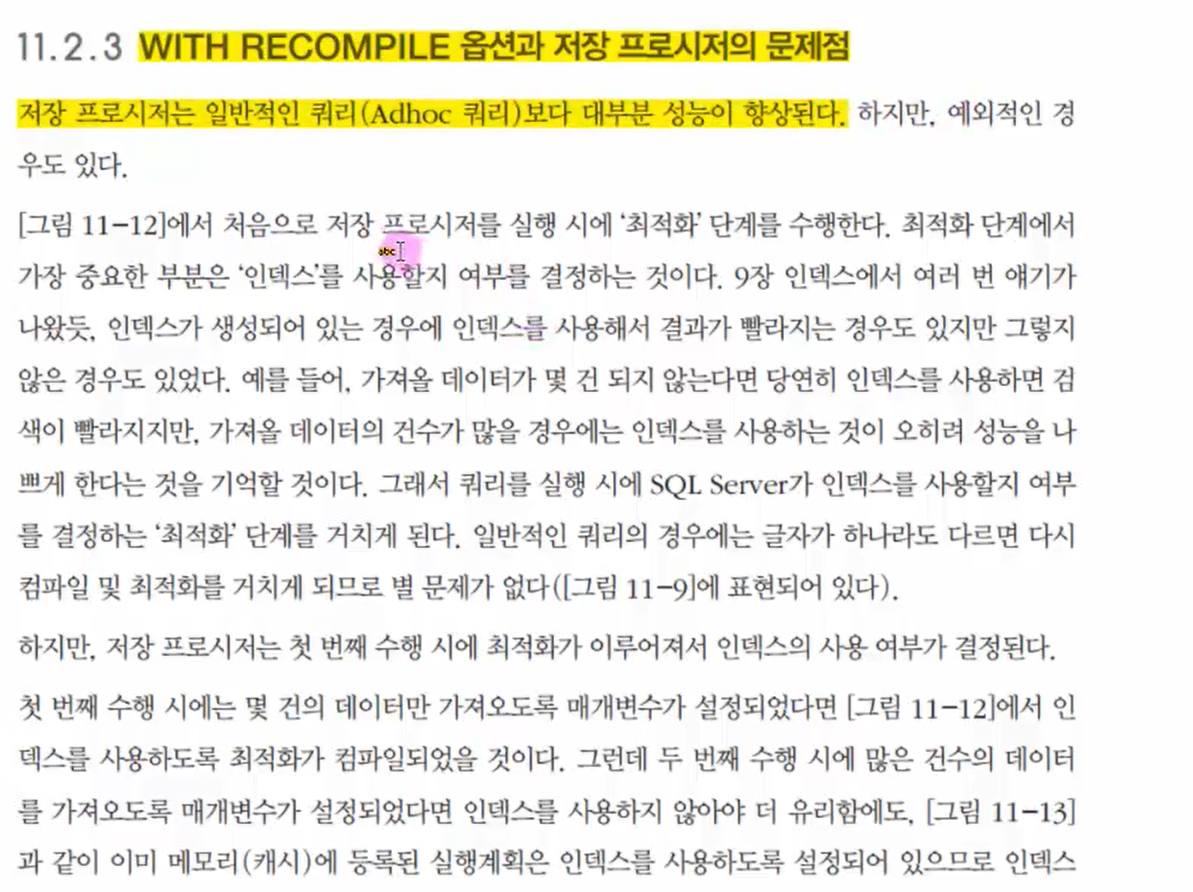 11.2.3 WITH RECOMPILE 옵션과 저장 프로시저의 문제점
저장 프로시저는 일반적인 쿼리(Adhoc 쿼리)보다 대부분 성능이 향상된다. 하지만, 예외적인 경
우도 있다.
[그림 11-12]에서 처음으로 저장 프로시저를 실행 시에 ‘최적화’ 단계를 수행한다. 최적화 단계에서
abc
가장 중요한 부분은 ‘인덱스’를 사용할지 여부를 결정하는 것이다. 9장 인덱스에서 여러 번 얘기가
나왔듯, 인덱스가 생성되어 있는 경우에 인덱스를 사용해서 결과가 빨라지는 경우도 있지만 그렇지
않은 경우도 있었다. 예를 들어, 가져올 데이터가 몇 건 되지 않는다면 당연히 인덱스를 사용하면 검
색이 빨라지지만, 가져올 데이터의 건수가 많을 경우에는 인덱스를 사용하는 것이 오히려 성능을 나
쁘게 한다는 것을 기억할 것이다. 그래서 쿼리를 실행 시에 SQL Server가 인덱스를 사용할지 여부
를 결정하는 ‘최적화’ 단계를 거치게 된다. 일반적인 쿼리의 경우에는 글자가 하나라도 다르면 다시
컴파일 및 최적화를 거치게 되므로 별 문제가 없다([그림 11-9]에 표현되어 있다).
하지만, 저장 프로시저는 첫 번째 수행 시에 최적화가 이루어져서 인덱스의 사용 여부가 결정된다.
첫 번째 수행 시에는 몇 건의 데이터만 가져오도록 매개변수가 설정되었다면 [그림 11-12]에서 인
덱스를 사용하도록 최적화가 컴파일되었을 것이다. 그런데 두 번째 수행 시에 많은 건수의 데이터
를 가져오도록 매개변수가 설정되었다면 인덱스를 사용하지 않아야 더 유리함에도, [그림 11-13]
과 같이 이미 메모리(캐시)에 등록된 실행계획은 인덱스를 사용하도록 설정되어 있으므로 인덱스